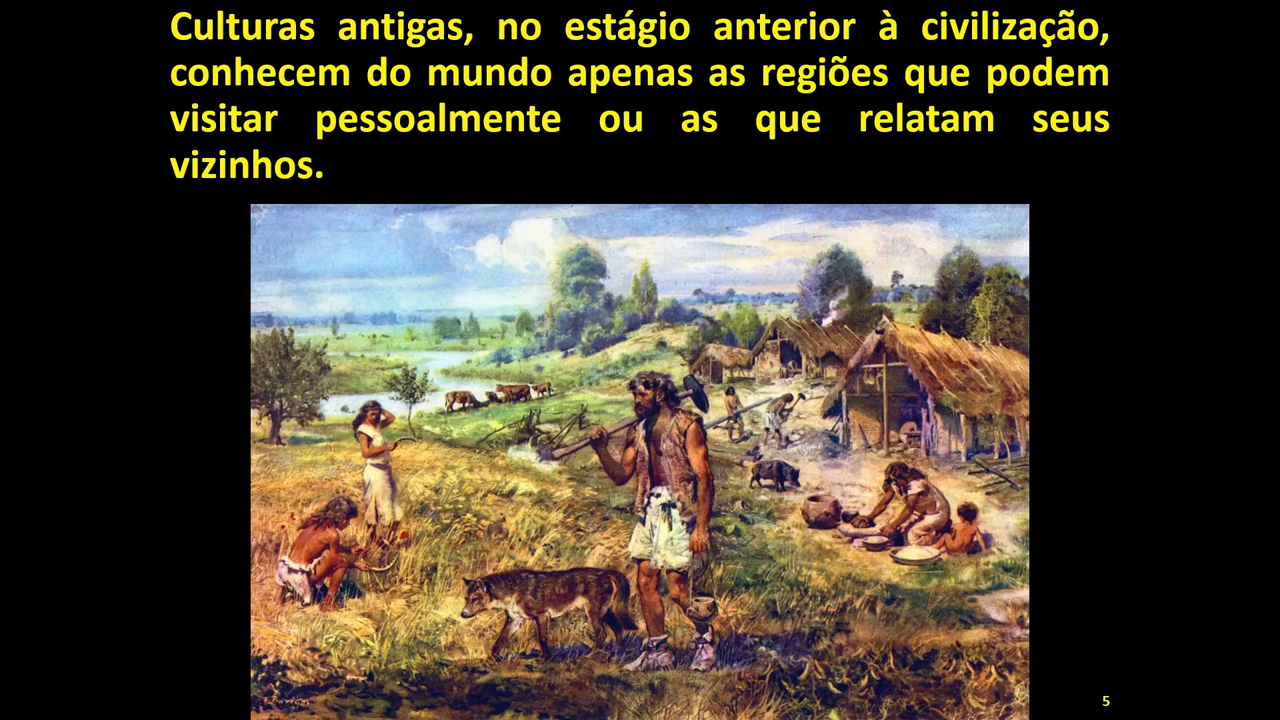 Culturas antigas, no estágio anterior à civilização,
conhecem do mundo apenas as regiões que podem
visitar pessoalmente ou as que relatam seus
vizinhos.
5